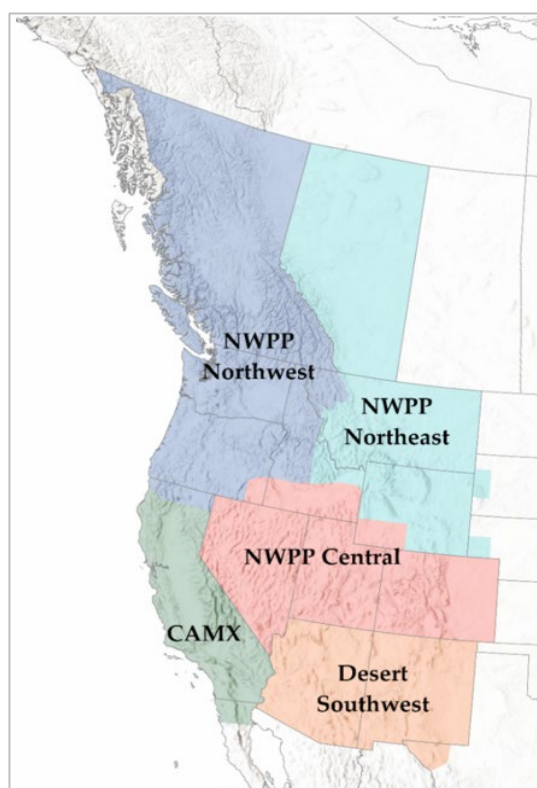 NWPP
Northwest
NWPP
Northeast
NWPP Central
CAMX
Desert
Southwest